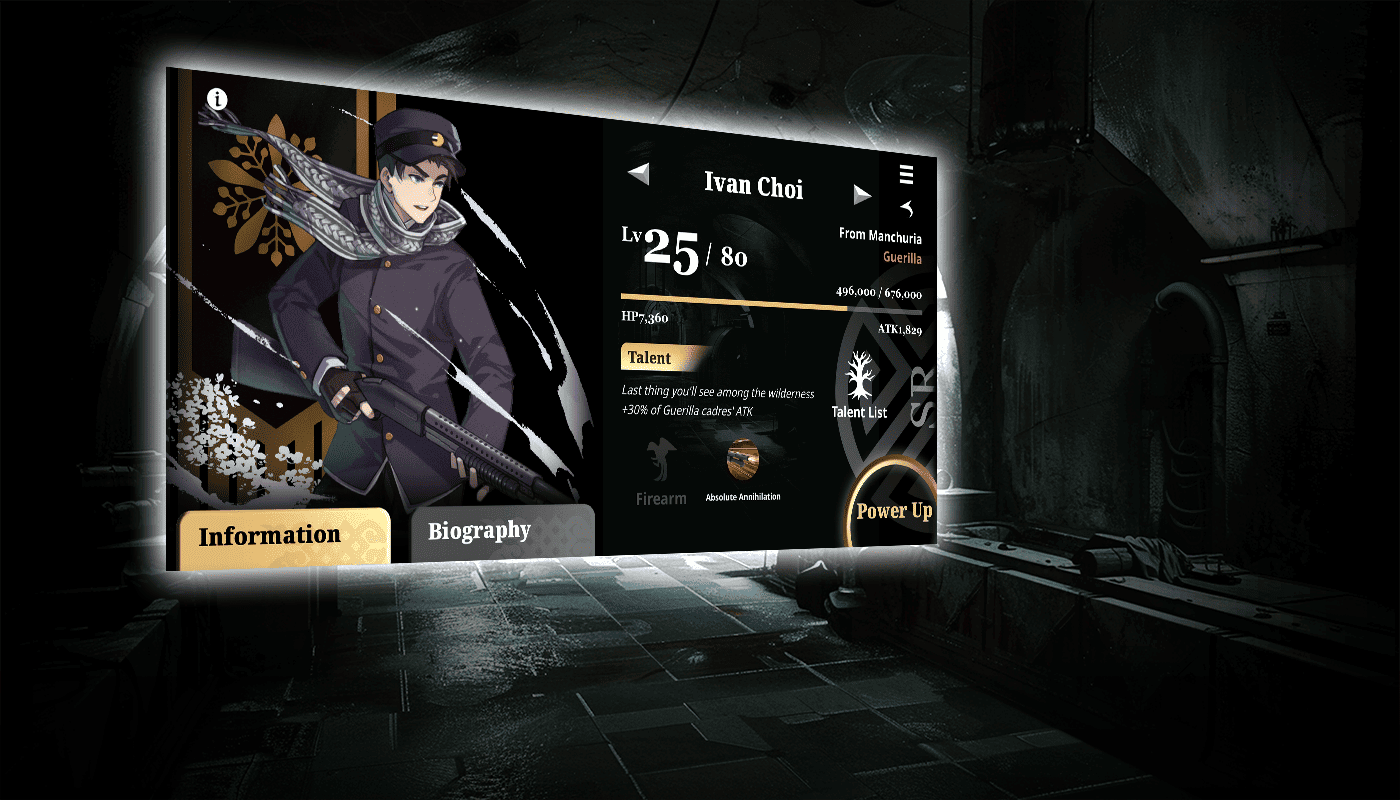 Ivan Choi
Lv25 / 80
From Manchuria
Guerilla
496,000 / 676,000
HP7,360
ATK1,829
Talent
Last thing you'll see among the wilderness
+30% of Guerilla cadres' ATK
Talent List
SR
Firearm
Absolute Annihilation
Power Up
Information
Biography